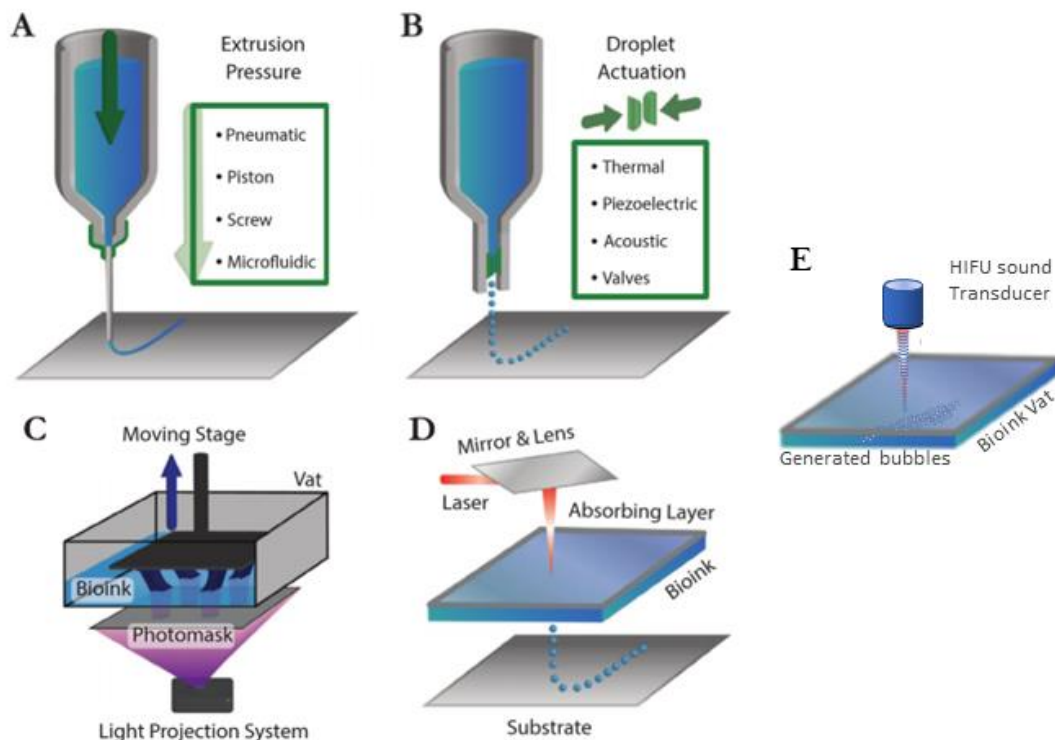 A
Extrusion
Pressure
• Pneumatic
• Piston
• Screw
• Microfluidic
B
Droplet
Actuation
• Thermal
• Piezoelectric
• Acoustic
• Valves
E
HIFU sound
Transducer
Bioink Vat
Generated bubbles
C
Moving Stage
Vat
Bioink
Photomask
Light Projection System
D
Mirror & Lens
Laser
Absorbing Layer
Bioink
Substrate